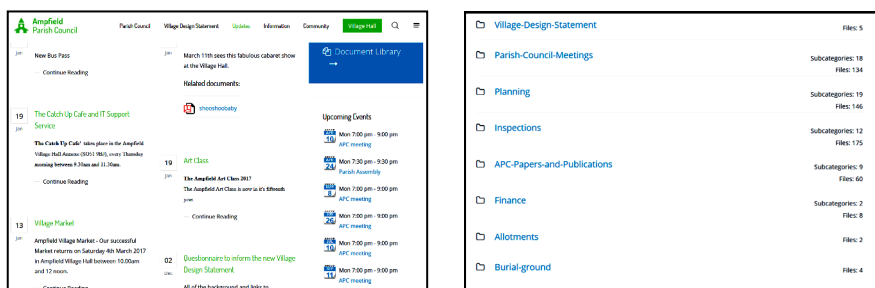 Ampfield
Parish Council
Parish Council
Village Design Statement
Updates
Information
Community
Village Hall
Jan
New Bus Pass
Continue Reading
19
Jan
The Catch Up Cafe and IT Support
Service
The Catch Up Cafe' takes place in the Ampfield
Village Hall Annexe (SO51 9BJ), every Thursday
morning between 9.30am and 11.30am.
Continue Reading
13
Jan
Village Market
Ampfield Village Market - Our successful
Market returns on Saturday 4th March 2017
in Ampfield Village Hall between 10.00am
and 12 noon.
Continue Reading
Jan
March 11th sees this fabulous cabaret show
at the Village Hall.
Related documents:
shooshoobaby
19
Jan
Art Class
The Ampfield Art Class 2017
The Ampfield Art Class is now in it's fifteenth
year.
Continue Reading
02
Dec
Questionnaire to inform the new Village
Design Statement
All of the background and links to
Document Library
→
Upcoming Events
10
Mon 7:00 pm - 9:00 pm
APC meeting
24
Mon 7:30 pm - 9:30 pm
Parish Assembly
8
Mon 7:00 pm - 9:00 pm
APC meeting
26
Mon 7:00 pm - 9:00 pm
APC meeting
10
Mon 7:00 pm - 9:00 pm
APC meeting
11
Mon 7:00 pm - 9:00 pm
APC meeting
Village-Design-Statement
Files: 5
Parish-Council-Meetings
Subcategories: 18
Files: 134
Planning
Subcategories: 19
Files: 146
Inspections
Subcategories: 12
Files: 175
APC-Papers-and-Publications
Subcategories: 9
Files: 60
Finance
Subcategories: 2
Files: 8
Allotments
Files: 2
Burial-ground
Files: 4